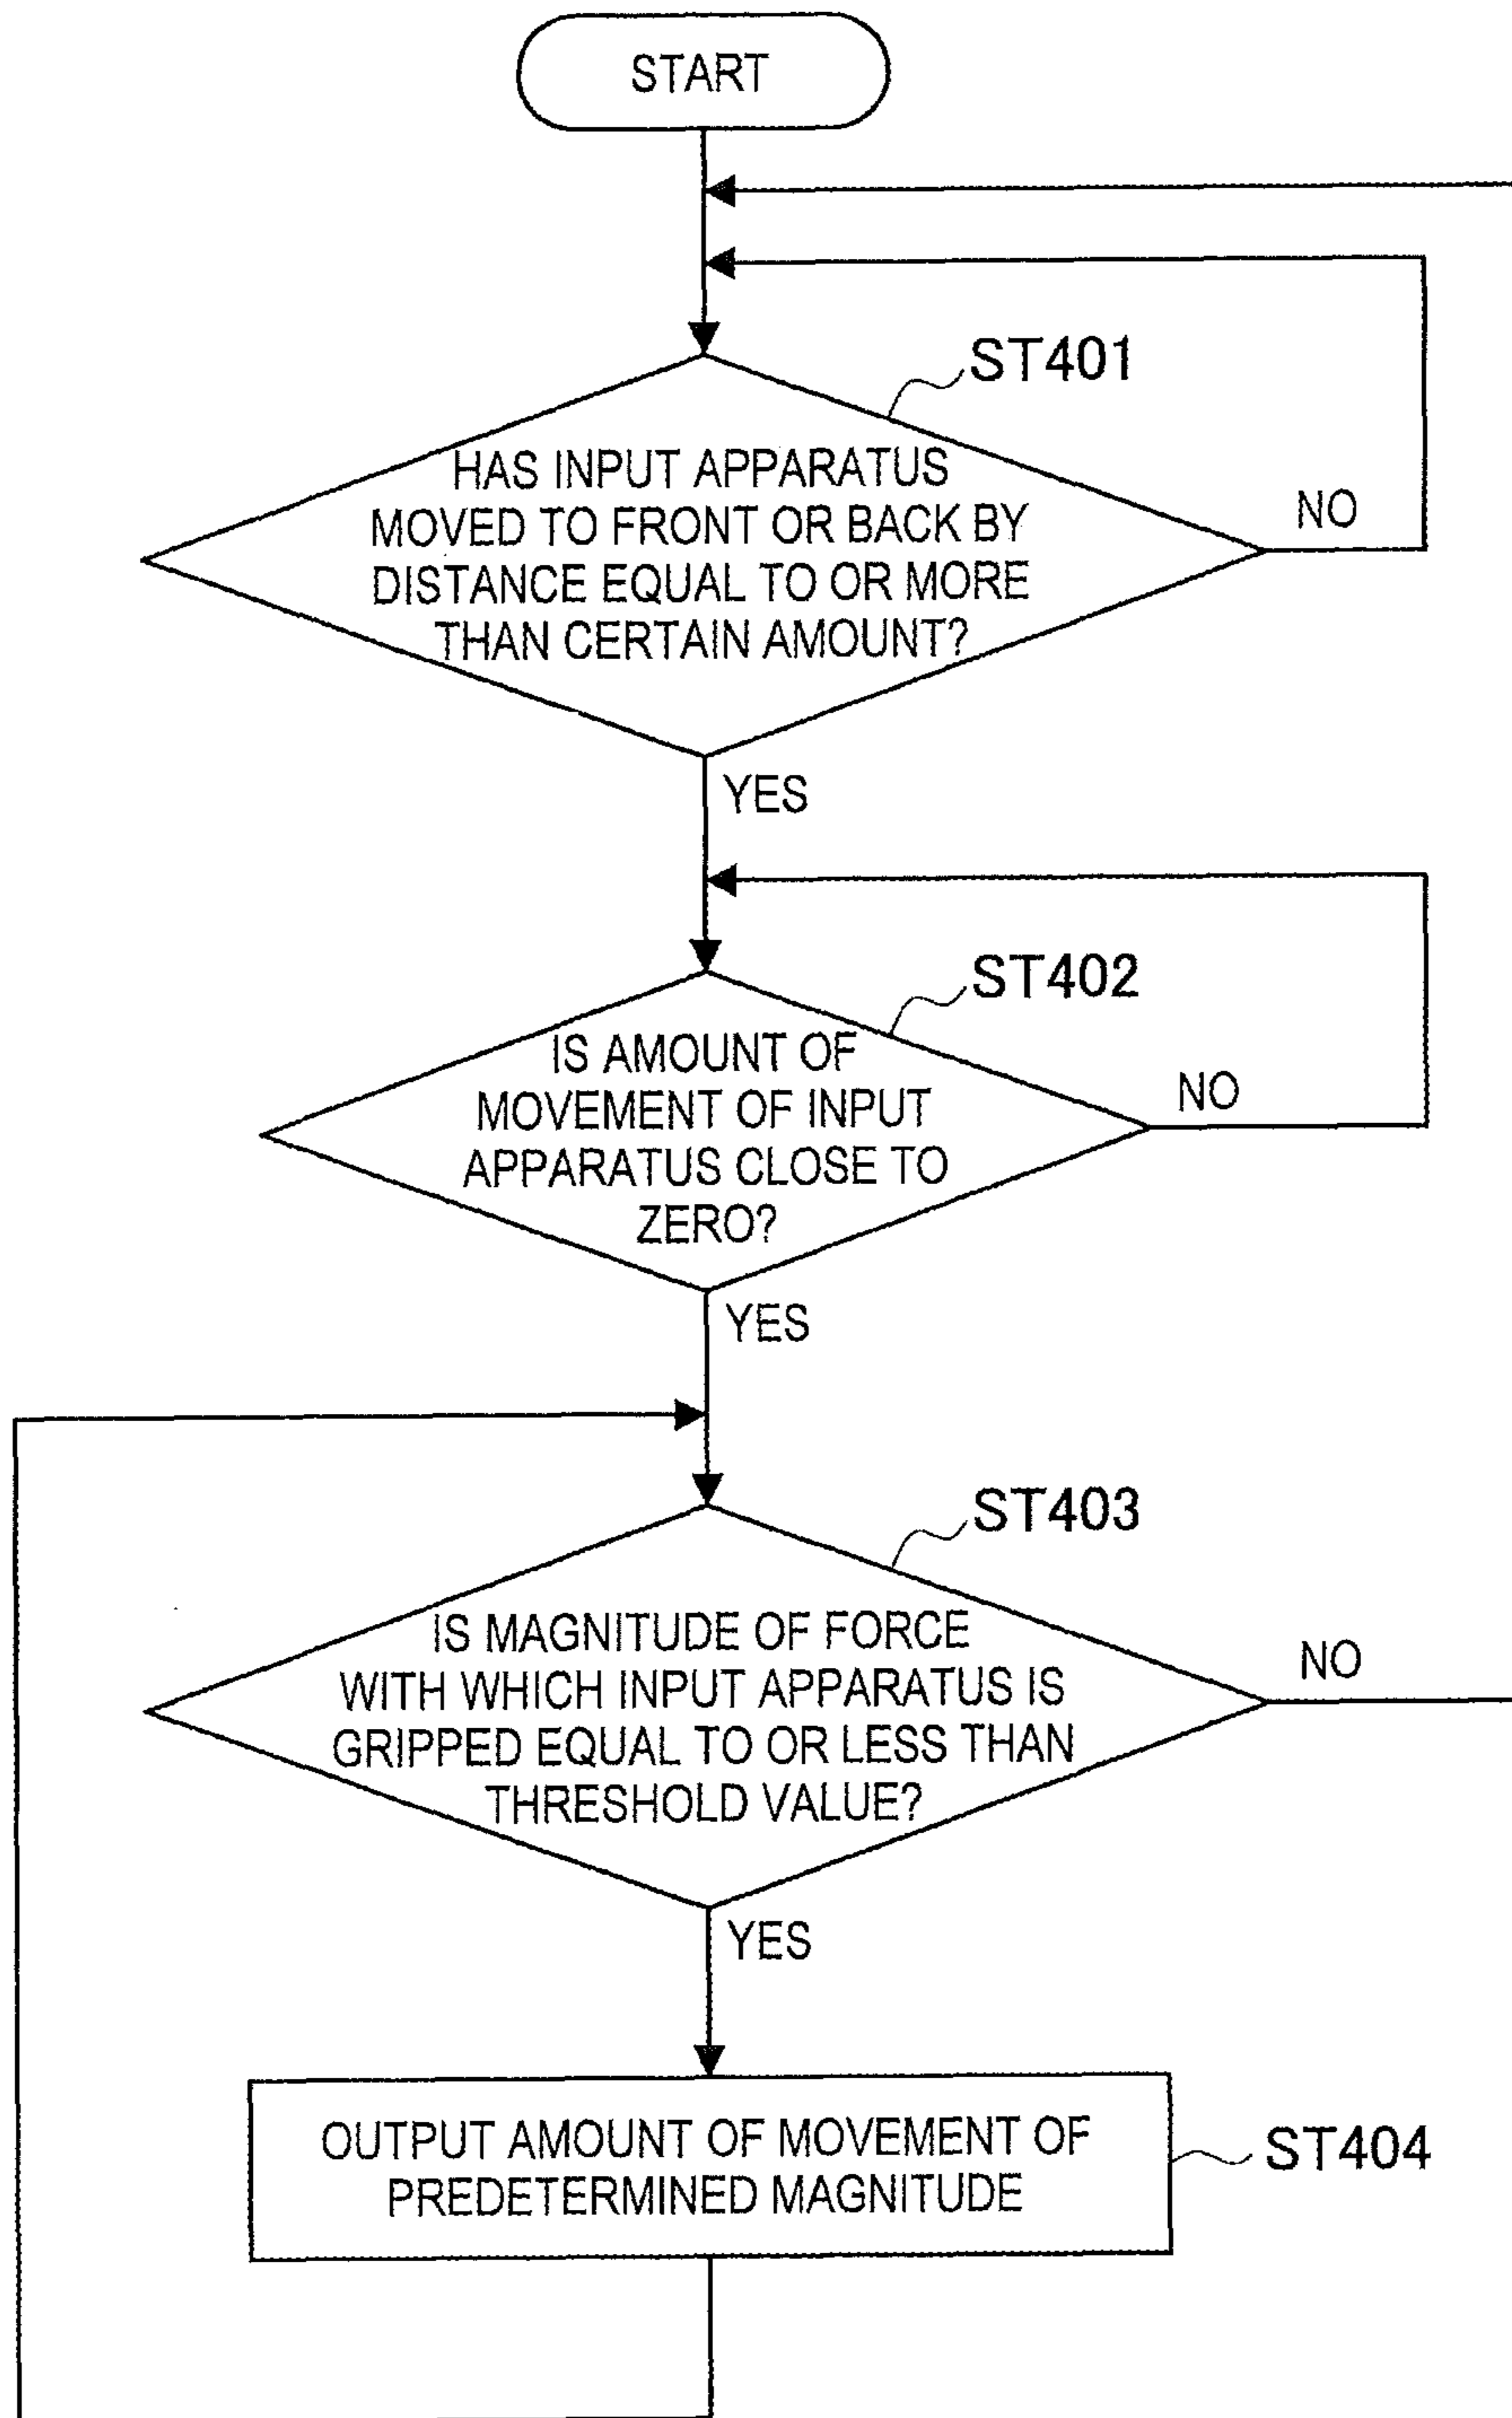 START
ST401
HAS INPUT APPARATUS
MOVED TO FRONT OR BACK BY
DISTANCE EQUAL TO OR MORE
THAN CERTAIN AMOUNT?
NO
YES
ST402
IS AMOUNT OF
MOVEMENT OF INPUT
APPARATUS CLOSE TO
ZERO?
NO
YES
ST403
IS MAGNITUDE OF FORCE
WITH WHICH INPUT APPARATUS IS
GRIPPED EQUAL TO OR LESS THAN
THRESHOLD VALUE?
NO
YES
OUTPUT AMOUNT OF MOVEMENT OF
PREDETERMINED MAGNITUDE
ST404